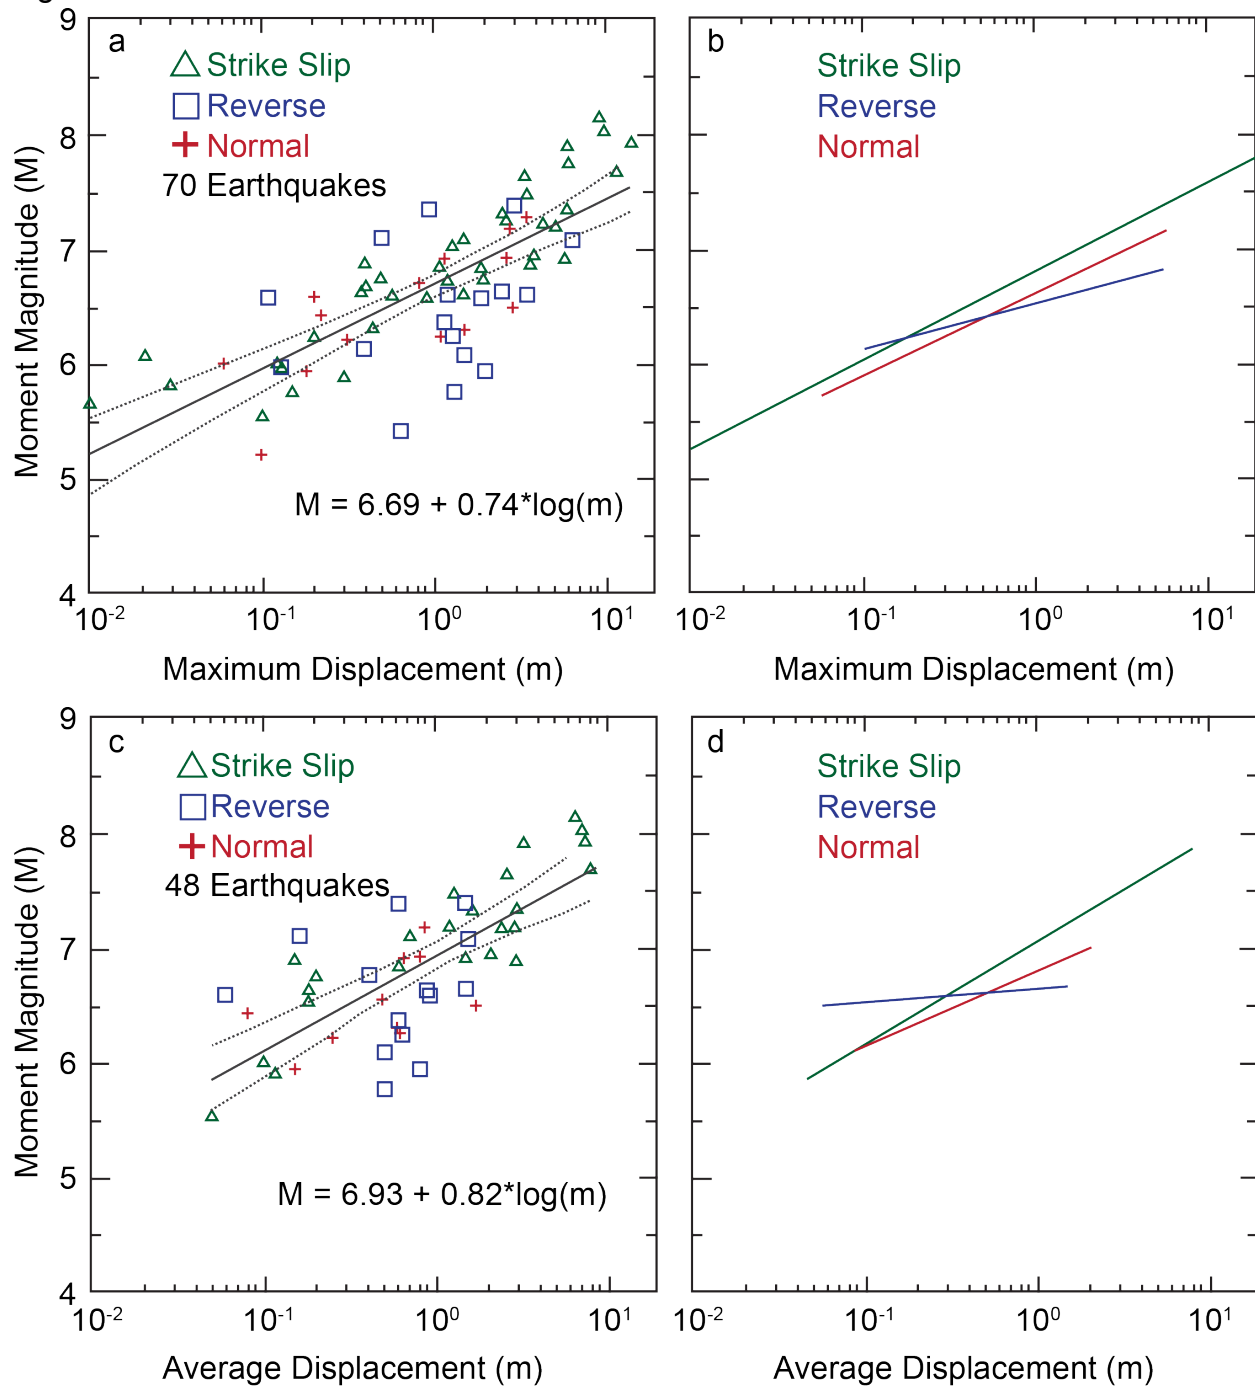 9
8
7
6
5
4
Moment Magnitude (M)
a
Strike Slip
Reverse
Normal
70 Earthquakes
M = 6.69 + 0.74*log(m)
10-2
10-1
100
101
Maximum Displacement (m)
b
Strike Slip
Reverse
Normal
10-2
10-1
100
101
Maximum Displacement (m)
9
8
7
6
5
4
Moment Magnitude (M)
c
Strike Slip
Reverse
Normal
48 Earthquakes
M = 6.93 + 0.82*log(m)
10-2
10-1
100
101
Average Displacement (m)
d
Strike Slip
Reverse
Normal
10-2
10-1
100
101
Average Displacement (m)